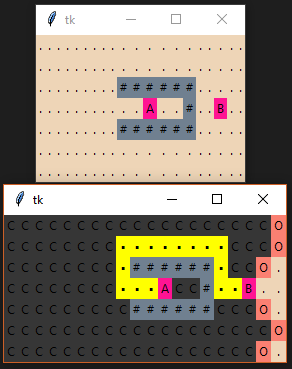 tk
. . . . . . . . . . . . . . . . . . . .
. . . . . . . . . . . . . . . . . . . .
. . . . . . . . . # # # # # # . . . . .
. . . . . . . . . . . A . . # . . B . .
. . . . . . . . . # # # # # # . . . . .
. . . . . . . . . . . . . . . . . . . .
. . . . . . . . . . . . . . . . . . . .
tk
C C C C C C C C C C C C C C C C C C C O
C C C C C C C C . . . . . . . . C C C O
C C C C C C C C . # # # # # # . C C O .
C C C C C C C C . . . A C C # . . B . .
C C C C C C C C C # # # # # # C C C O .
C C C C C C C C C C C C C C C C C C C O
C C C C C C C C C C C C C C C C C C O .